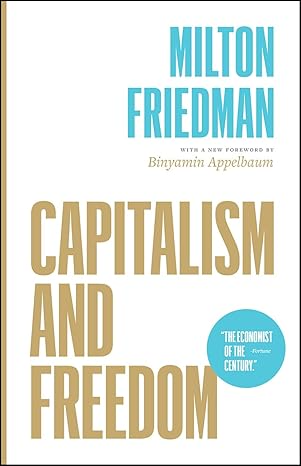 MILTON
FRIEDMAN
WITH A NEW FOREWORD BY
Binyamin Appelbaum
CAPITALISM
AND
FREEDOM
"THE ECONOMIST
OF THE –Fortune
CENTURY."